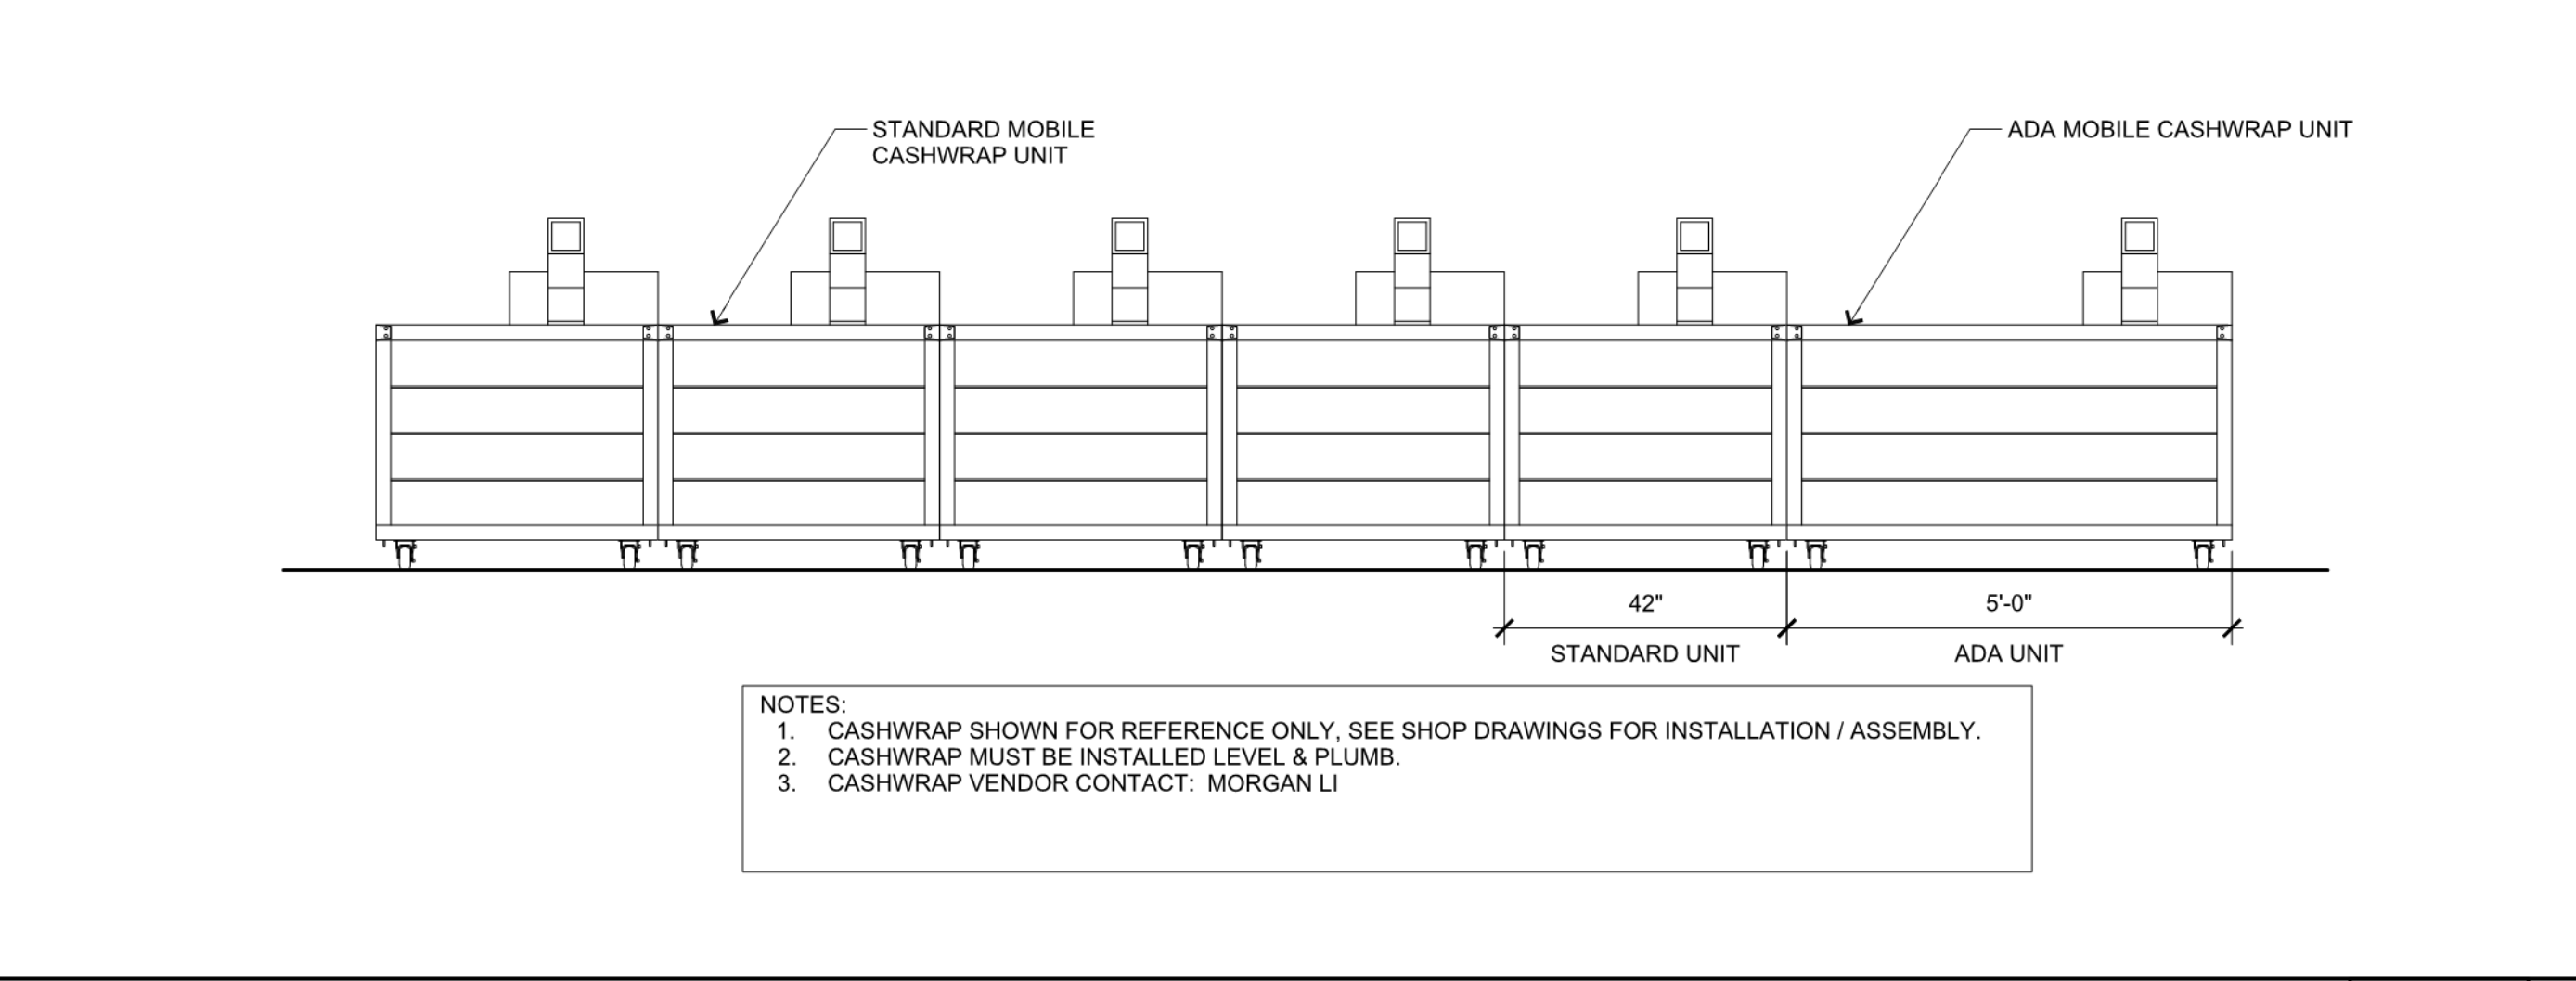 STANDARD MOBILE
CASHWRAP UNIT
ADA MOBILE CASHWRAP UNIT
42"
5'-0"
STANDARD UNIT
ADA UNIT
NOTES:
1. CASHWRAP SHOWN FOR REFERENCE ONLY, SEE SHOP DRAWINGS FOR INSTALLATION / ASSEMBLY.
2. CASHWRAP MUST BE INSTALLED LEVEL & PLUMB.
3. CASHWRAP VENDOR CONTACT: MORGAN LI